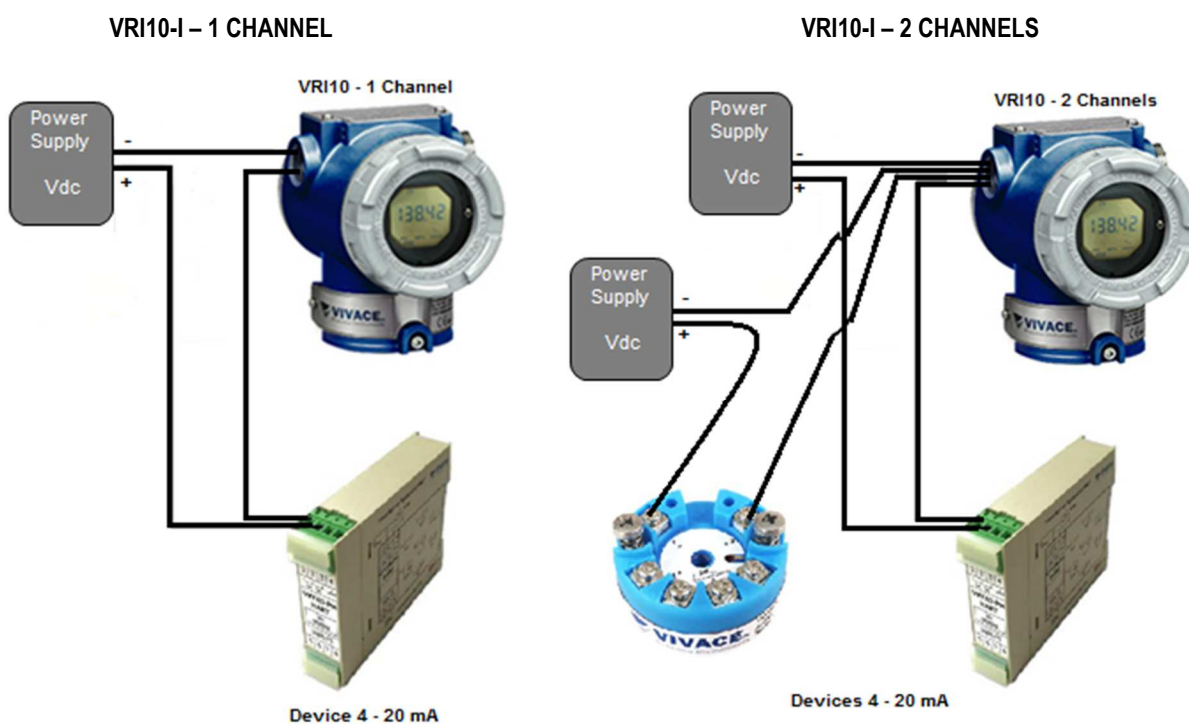 VRI10-I – 1 CHANNEL
VRI10 - 1 Channel
Power
Supply
Vdc
-
+
138.42
VIVACE
Device 4 - 20 mA
VRI10-I – 2 CHANNELS
VRI10 - 2 Channels
Power
Supply
Vdc
-
+
138.42
VIVACE
Power
Supply
Vdc
-
+
VIVACE
Devices 4 - 20 mA